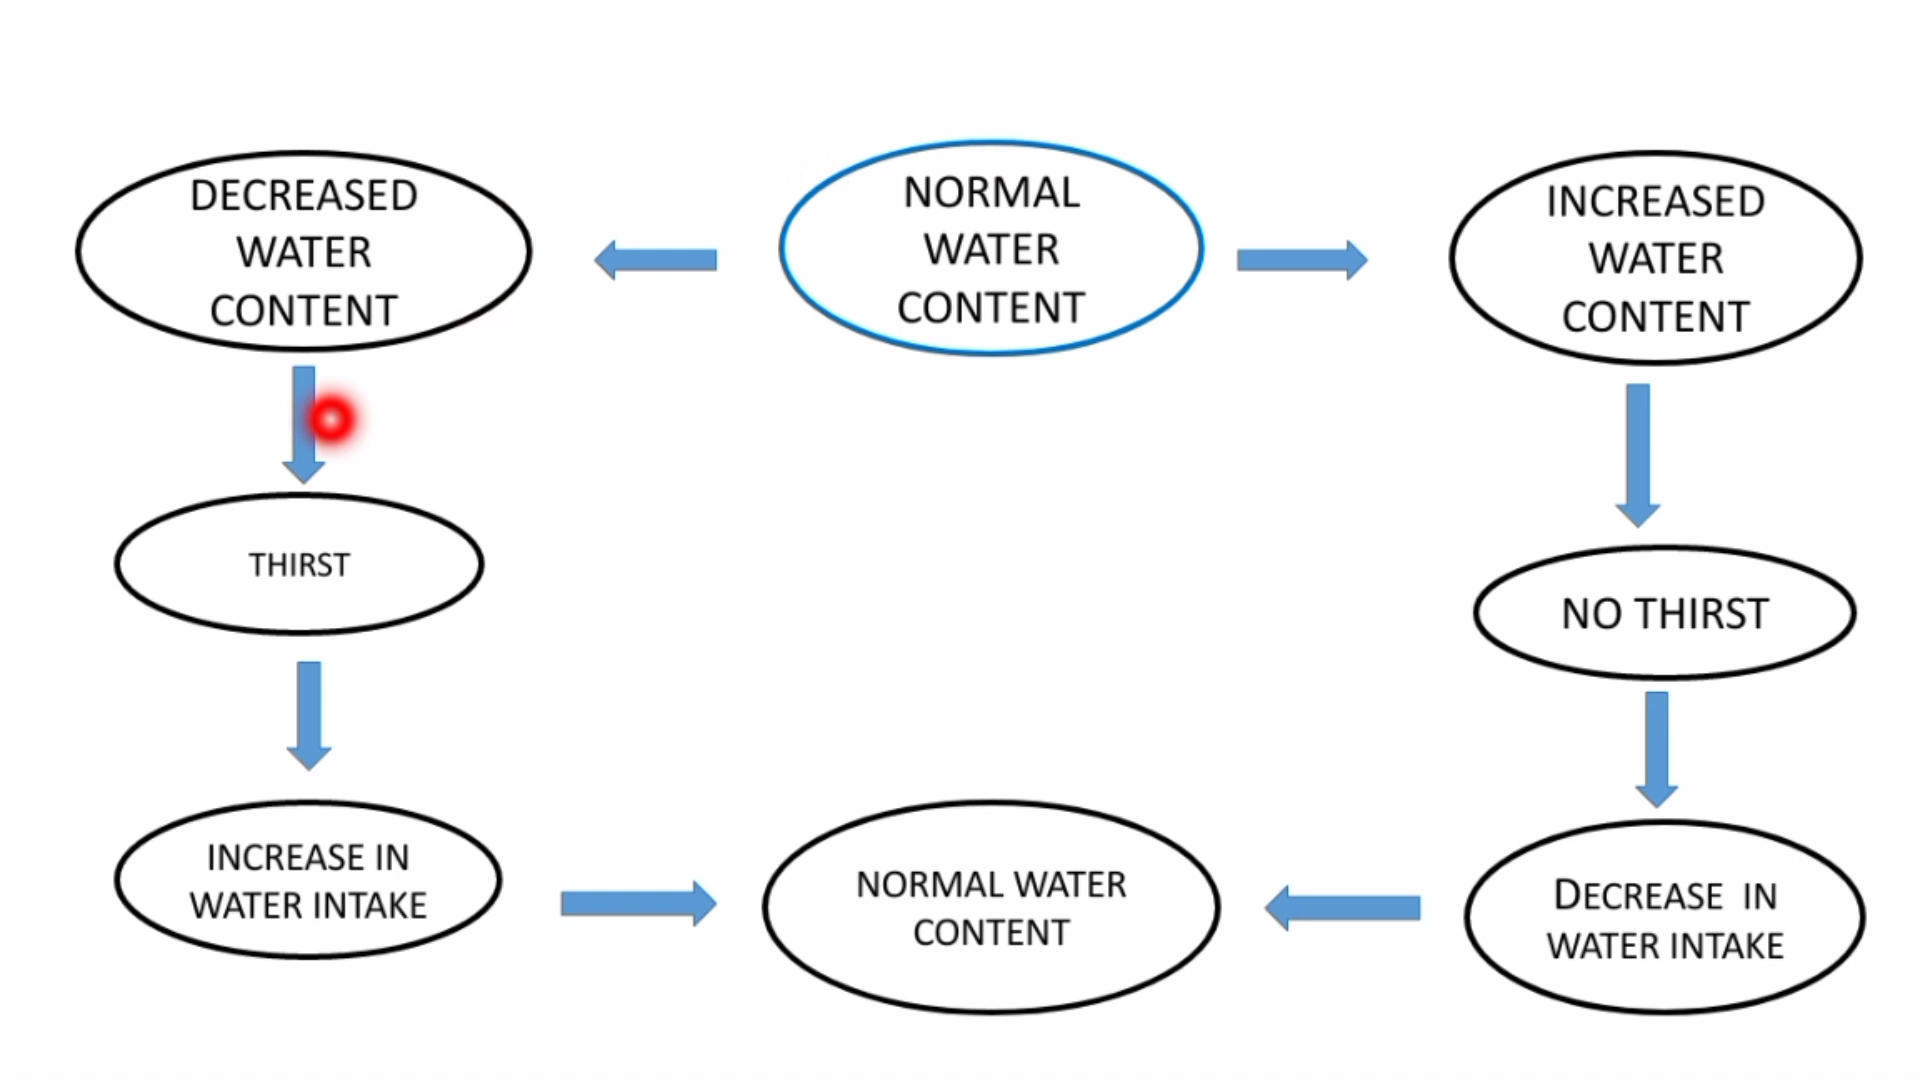 DECREASED
WATER
CONTENT
NORMAL
WATER
CONTENT
INCREASED
WATER
CONTENT
THIRST
NO THIRST
INCREASE IN
WATER INTAKE
NORMAL WATER
CONTENT
DECREASE IN
WATER INTAKE